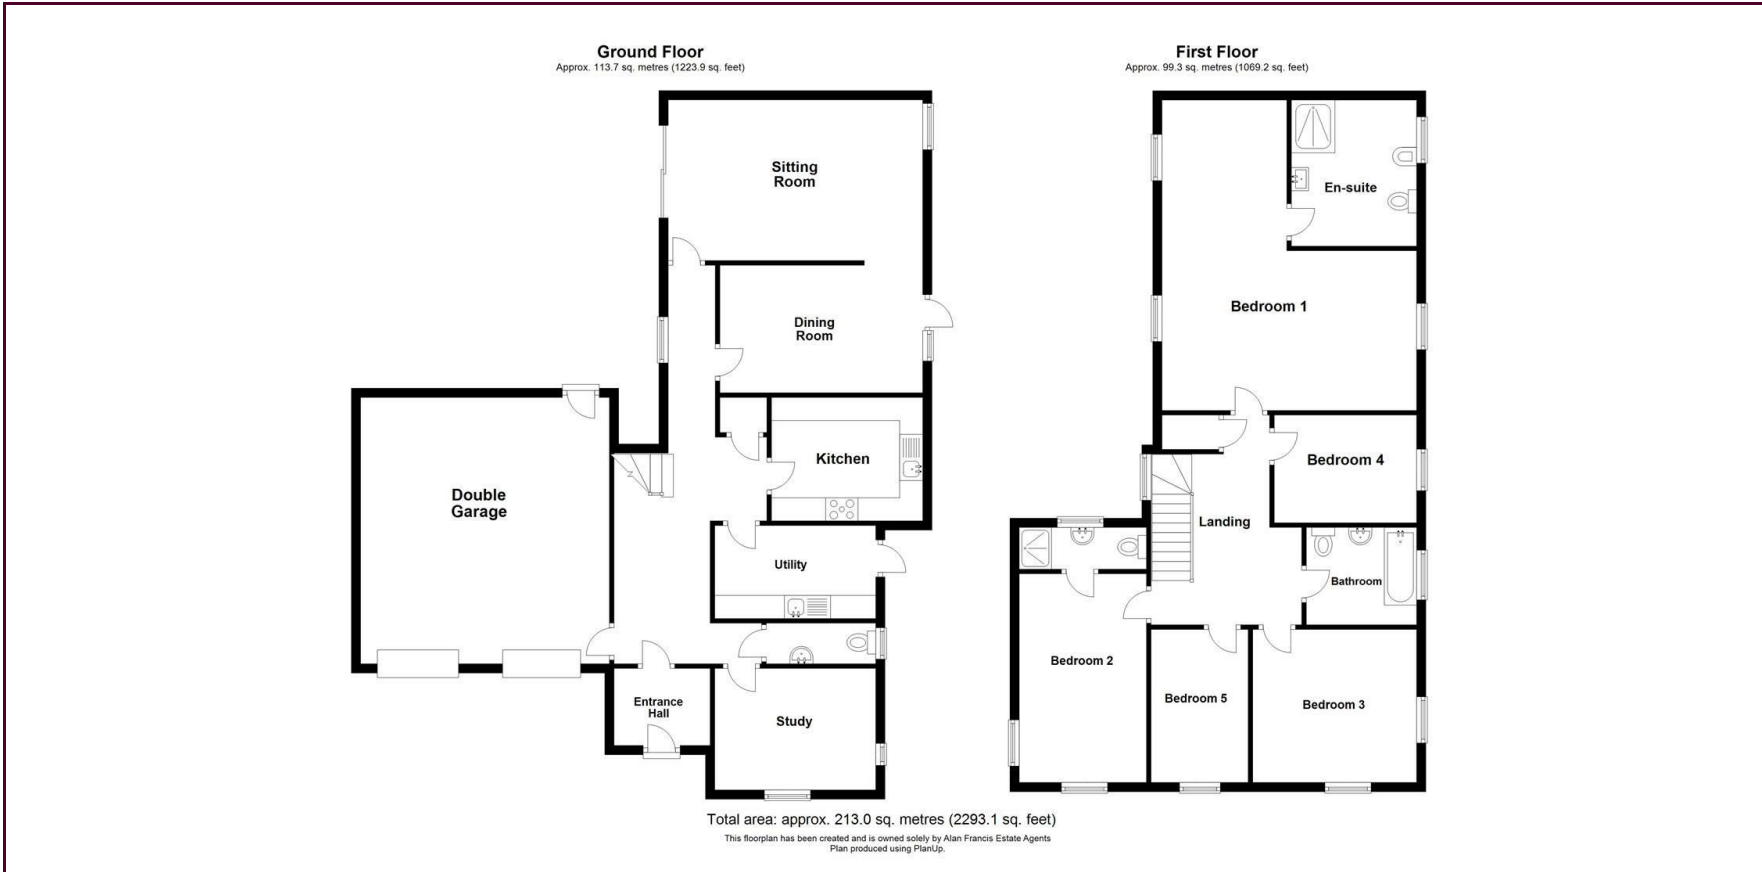 Ground Floor
Approx. 113.7 sq. metres (1223.9 sq. feet)
Sitting
Room
Dining
Room
Kitchen
Double
Garage
Utility
Entrance
Hall
Study
First Floor
Approx. 99.3 sq. metres (1069.2 sq. feet)
En-suite
Bedroom 1
Bedroom 4
Landing
Bathroom
Bedroom 2
Bedroom 5
Bedroom 3
Total area: approx. 213.0 sq. metres (2293.1 sq. feet)
This floorplan has been created and is owned solely by Alan Francis Estate Agents
Plan produced using PlanUp.